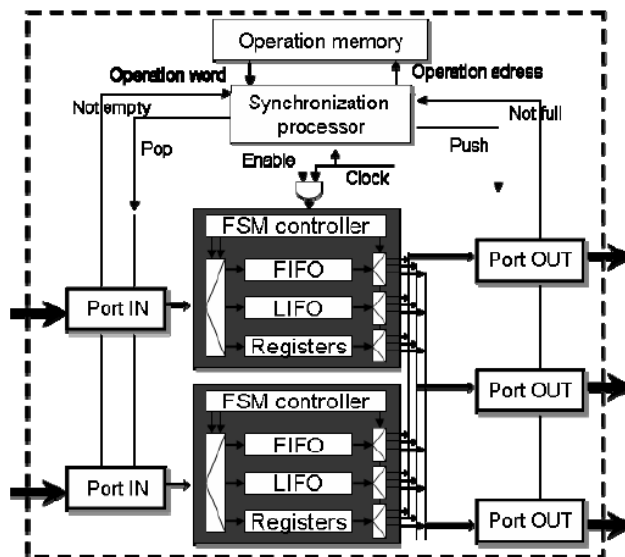 Operation memory
Operation word
Operation adress
Not empty
Synchronization
processor
Not full
Pop
Enable
Clock
Push
FSM controller
FIFO
LIFO
Registers
Port IN
Port OUT
Port OUT
FSM controller
FIFO
LIFO
Registers
Port IN
Port OUT